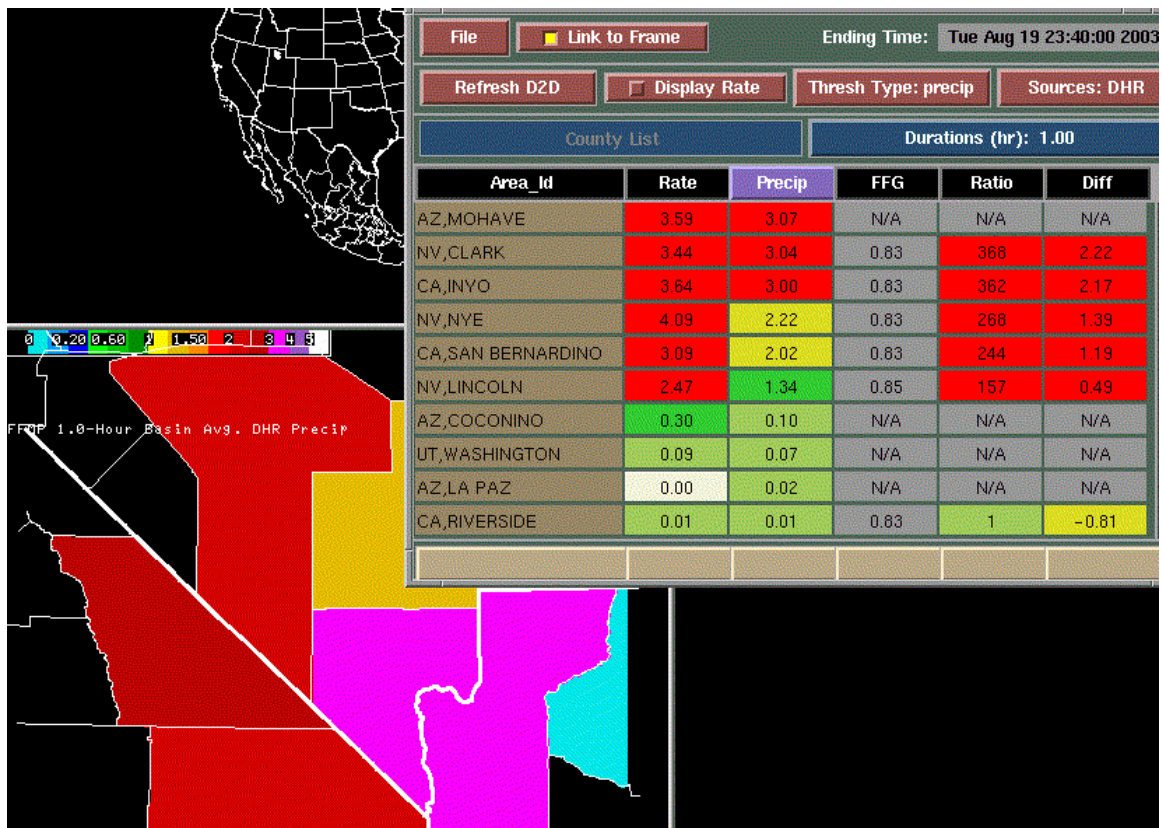 File Link to Frame Ending Time: Tue Aug 19 23:40:00 2003
Refresh D2D Display Rate Thresh Type: precip Sources: DHR
County List Durations (hr): 1.00
Area_Id Rate Precip FFG Ratio Diff
AZ,MOHAVE 3.59 3.07 N/A N/A N/A
NV,CLARK 3.44 3.04 0.83 368 2.22
CA,INYO 3.64 3.00 0.83 362 2.17
NV,NYE 4.09 2.22 0.83 268 1.39
CA,SAN BERNARDINO 3.09 2.02 0.83 244 1.19
NV,LINCOLN 2.47 1.34 0.85 157 0.49
AZ,COCONINO 0.30 0.10 N/A N/A N/A
UT,WASHINGTON 0.09 0.07 N/A N/A N/A
AZ,LA PAZ 0.00 0.02 N/A N/A N/A
CA,RIVERSIDE 0.01 0.01 0.83 1 -0.81
0 0.20 0.60 1 1.50 2 3 4 5
FFMP 1.0-Hour Basin Avg. DHR Precip